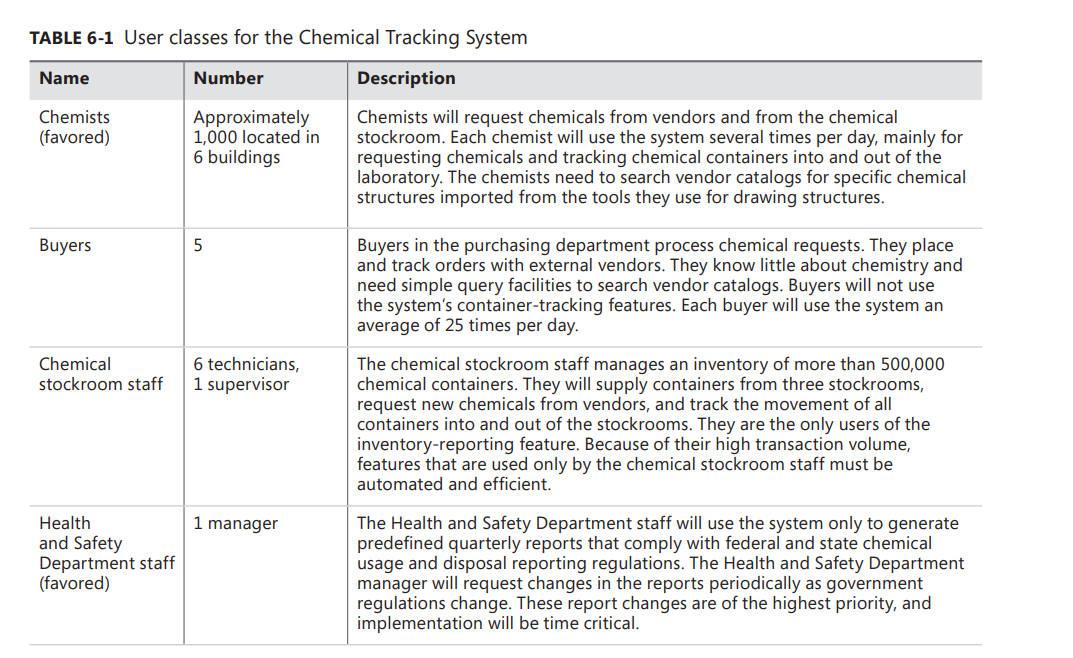 TABLE 6-1 User classes for the Chemical Tracking System
Name Number Description
Chemists
(favored)
Approximately
1,000 located in
6 buildings
Chemists will request chemicals from vendors and from the chemical
stockroom. Each chemist will use the system several times per day, mainly for
requesting chemicals and tracking chemical containers into and out of the
laboratory. The chemists need to search vendor catalogs for specific chemical
structures imported from the tools they use for drawing structures.
Buyers
5
Buyers in the purchasing department process chemical requests. They place
and track orders with external vendors. They know little about chemistry and
need simple query facilities to search vendor catalogs. Buyers will not use
the system’s container-tracking features. Each buyer will use the system an
average of 25 times per day.
Chemical
stockroom staff
6 technicians,
1 supervisor
The chemical stockroom staff manages an inventory of more than 500,000
chemical containers. They will supply containers from three stockrooms,
request new chemicals from vendors, and track the movement of all
containers into and out of the stockrooms. They are the only users of the
inventory-reporting feature. Because of their high transaction volume,
features that are used only by the chemical stockroom staff must be
automated and efficient.
Health
and Safety
Department staff
(favored)
1 manager
The Health and Safety Department staff will use the system only to generate
predefined quarterly reports that comply with federal and state chemical
usage and disposal reporting regulations. The Health and Safety Department
manager will request changes in the reports periodically as government
regulations change. These report changes are of the highest priority, and
implementation will be time critical.